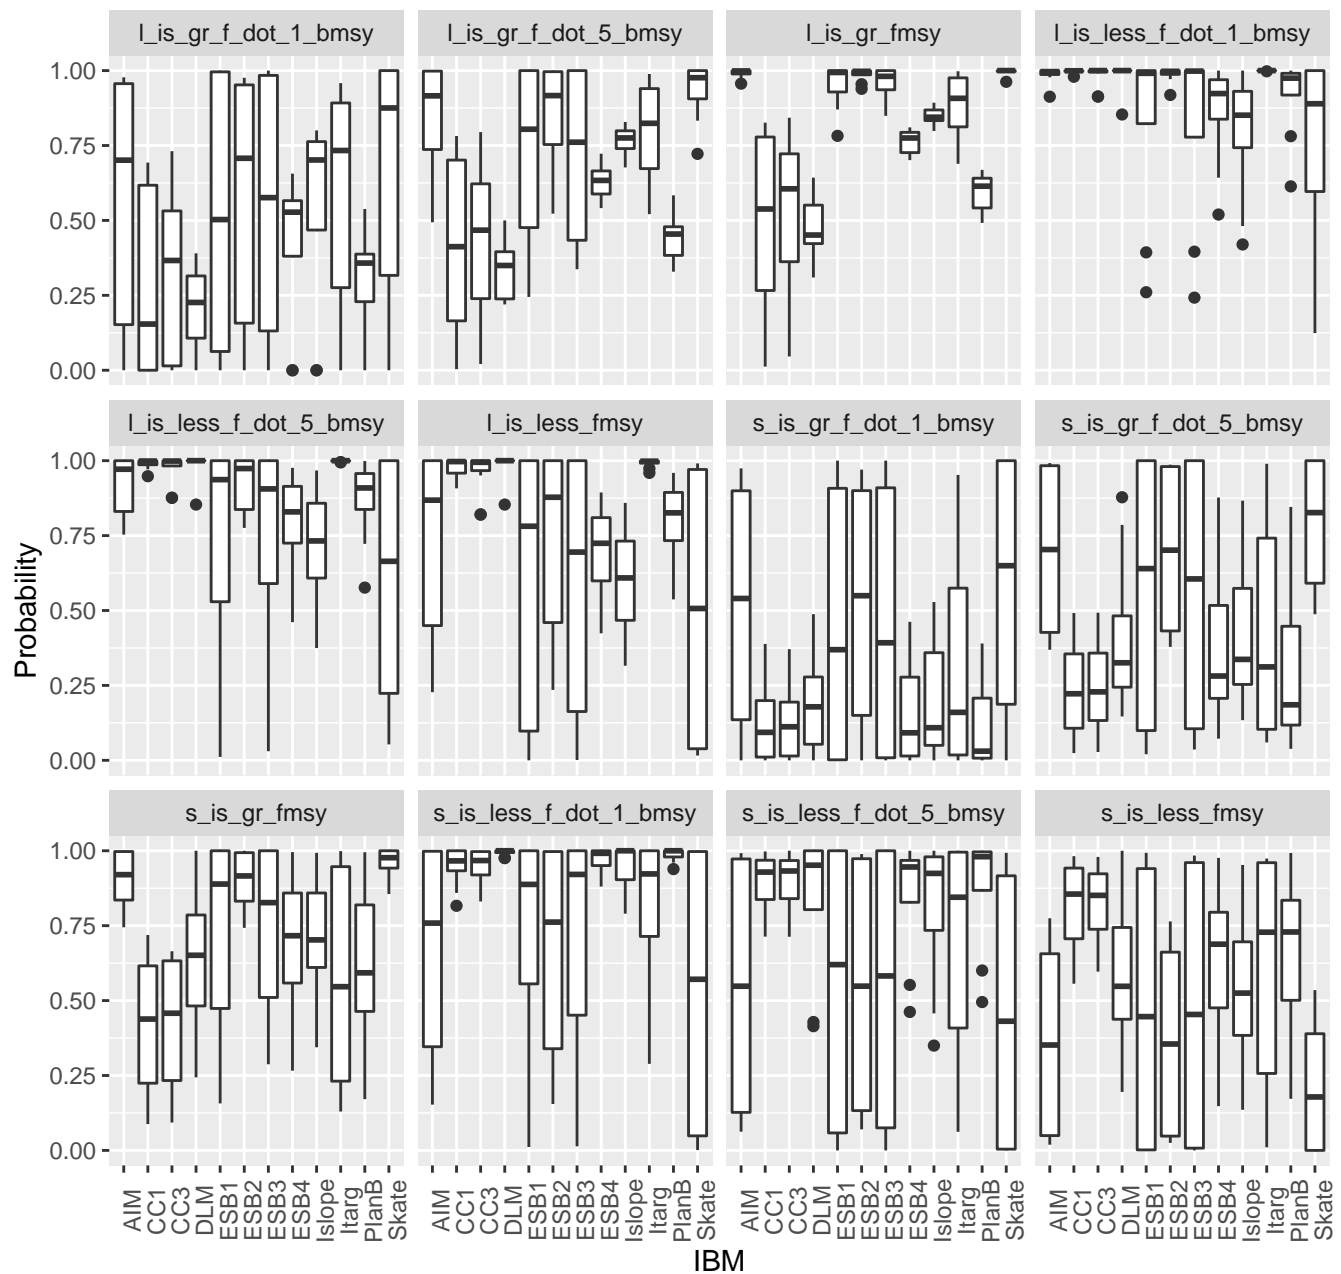 l_is_gr_f_dot_1_bmsy l_is_gr_f_dot_5_bmsy l_is_gr_fmsy l_is_less_f_dot_1_bmsy
1.00
0.75
0.50
0.25
0.00
l_is_less_f_dot_5_bmsy l_is_less_fmsy s_is_gr_f_dot_1_bmsy s_is_gr_f_dot_5_bmsy
1.00
0.75
0.50
0.25
0.00
Probability
s_is_gr_fmsy s_is_less_f_dot_1_bmsy s_is_less_f_dot_5_bmsy s_is_less_fmsy
1.00
0.75
0.50
0.25
0.00
AIM CC1 CC3 DLM ESB1 ESB2 ESB3 ESB4 Islope Itarg PlanB Skate AIM CC1 CC3 DLM ESB1 ESB2 ESB3 ESB4 Islope Itarg PlanB Skate AIM CC1 CC3 DLM ESB1 ESB2 ESB3 ESB4 Islope Itarg PlanB Skate AIM CC1 CC3 DLM ESB1 ESB2 ESB3 ESB4 Islope Itarg PlanB Skate
IBM